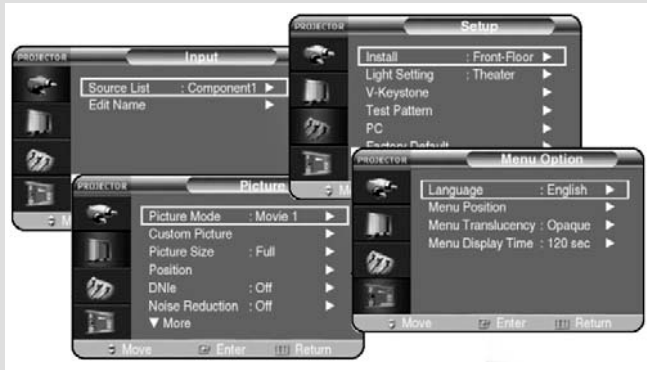 PROJECTOR Input
Source List : Component1 ►
Edit Name ►
PROJECTOR Setup
Install : Front-Floor ►
Light Setting : Theater ►
V-Keystone ►
Test Pattern ►
PC ►
Factory Default
PROJECTOR Picture
Picture Mode : Movie 1 ►
Custom Picture ►
Picture Size : Full ►
Position ►
DNIe : Off ►
Noise Reduction : Off ►
▼ More
Move Enter Return
PROJECTOR Menu Option
Language : English ►
Menu Position ►
Menu Translucency : Opaque ►
Menu Display Time : 120 sec ►
Move Enter Return